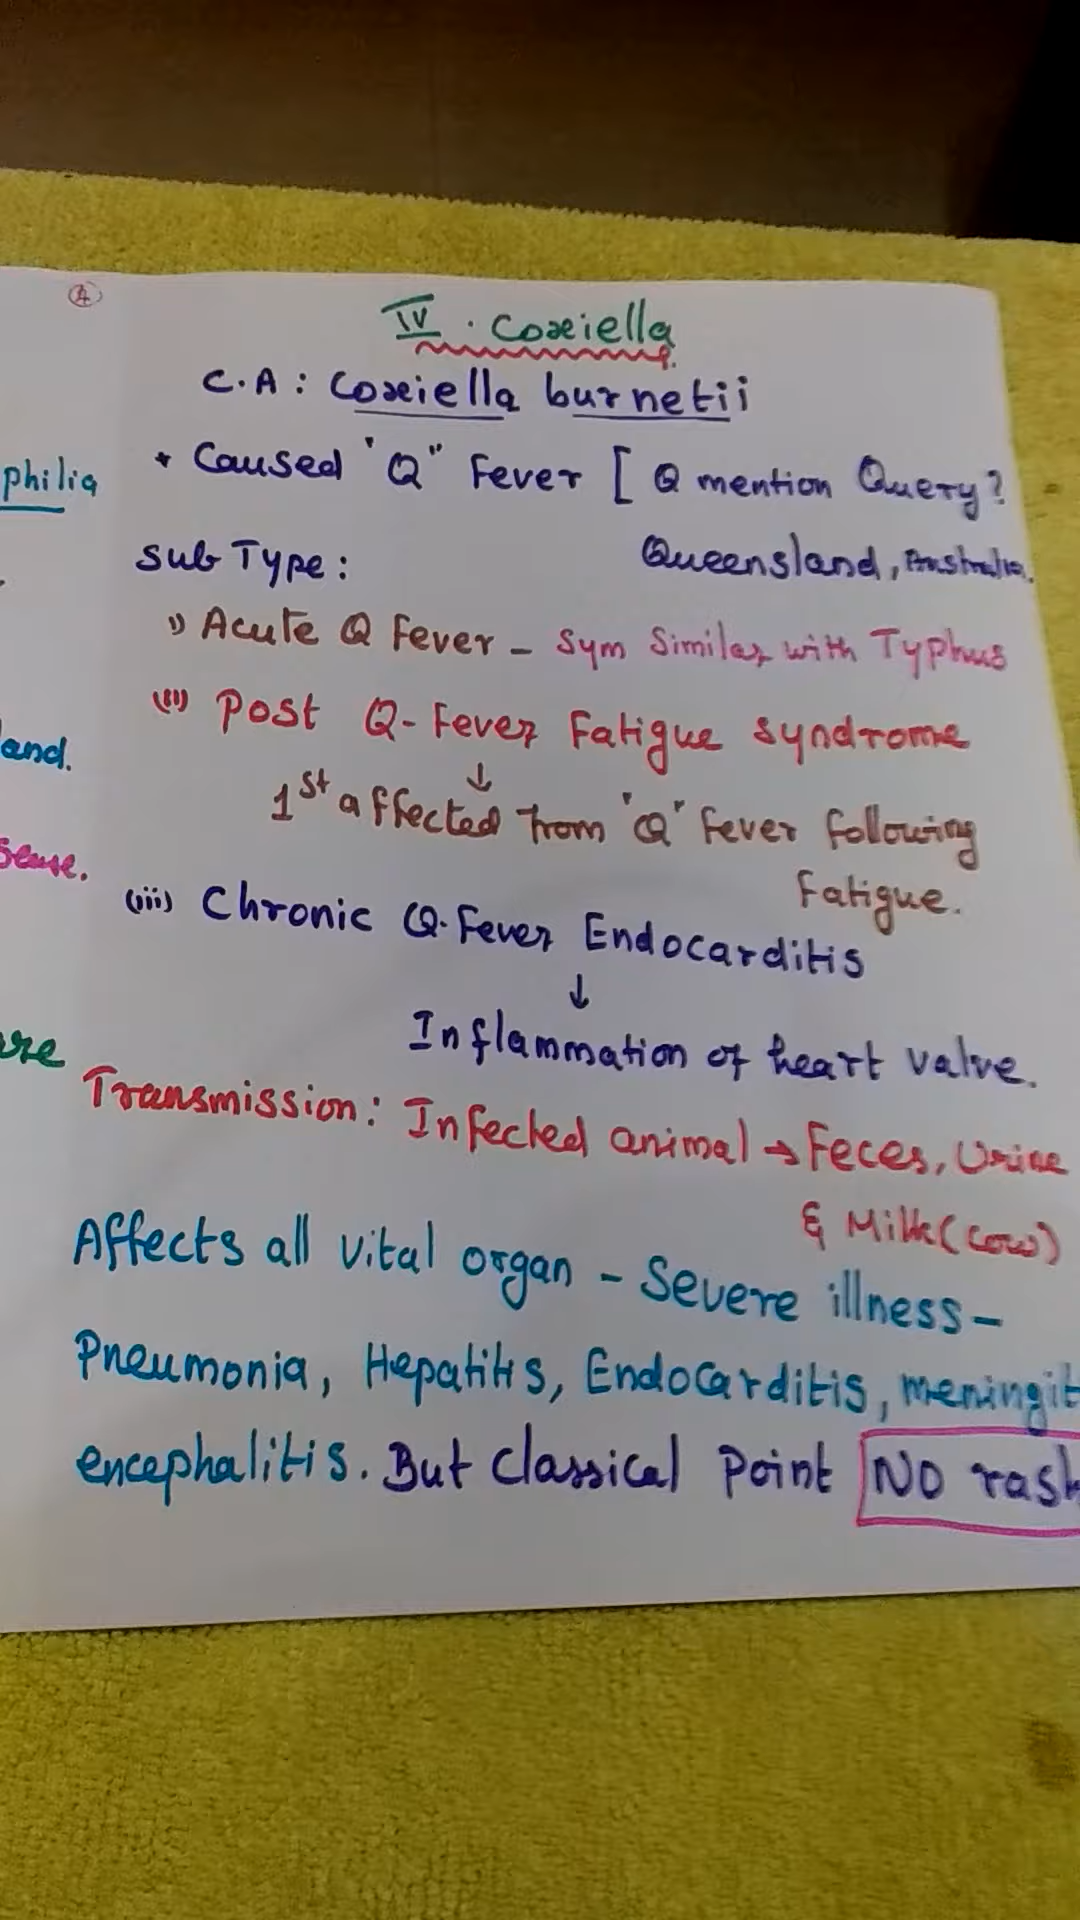 4
IV. Coxiella
C.A: Coxiella burnetii
* Caused "Q" Fever [ Q mention Query?
Queensland, Australia.
philia
Sub Type:
i) Acute Q Fever - Sym Similar with Typhus
(ii) Post Q-Fever Fatigue syndrome
↓
and.
1st affected from "Q" Fever following
Fatigue.
(iii) Chronic Q-Fever Endocarditis
↓
Inflammation of heart valve.
Transmission: Infected animal → Feces, Urine
& Milk (Cow)
Affects all vital organ - Severe illness -
Pneumonia, Hepatitis, Endocarditis, meningit
encephalitis. But Classical Point NO rash